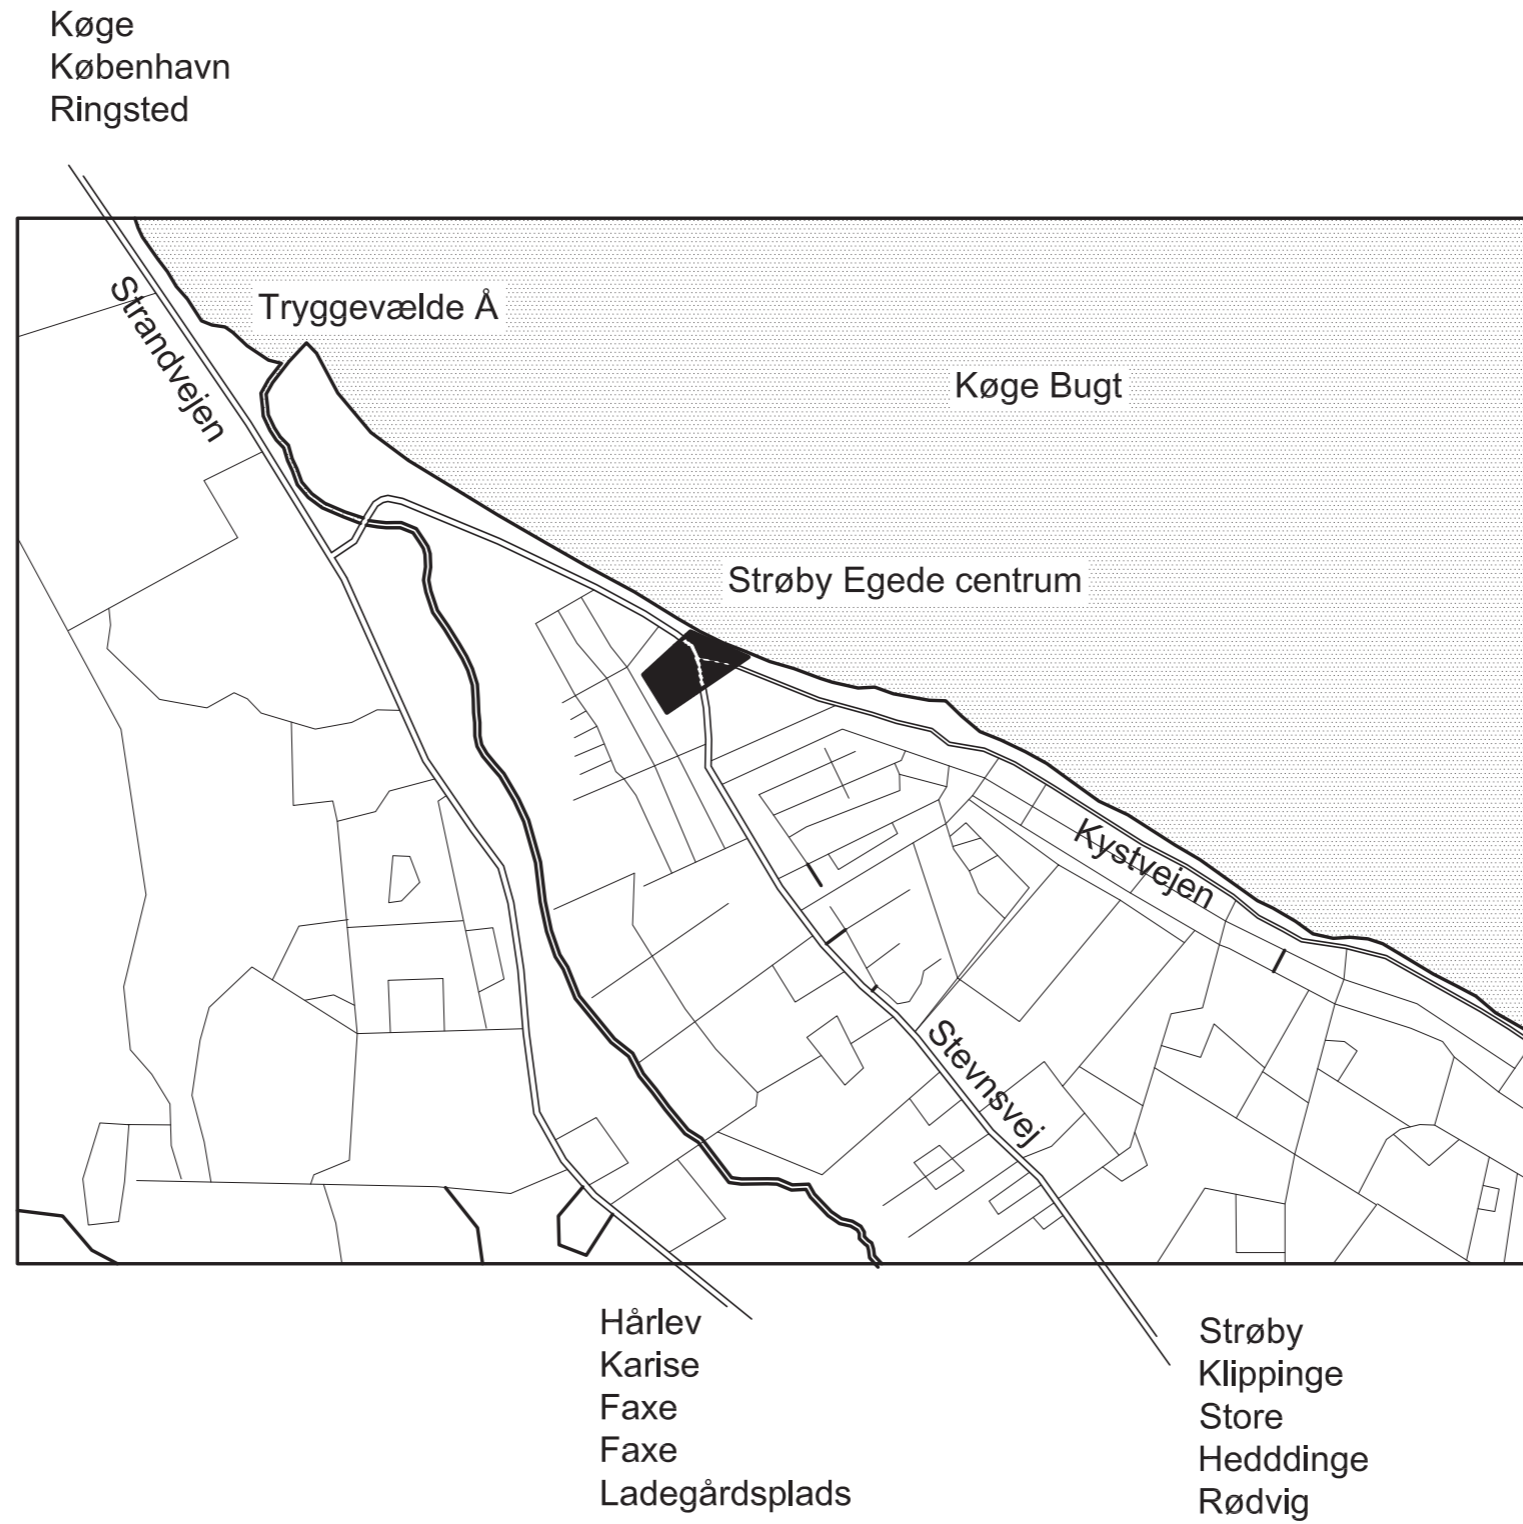 Køge
København
Ringsted
Strandvejen
Tryggevælde Å
Køge Bugt
Strøby Egede centrum
Kystvejen
Stevnsvej
Hårlev
Karise
Faxe
Faxe
Ladegårdsplads
Strøby
Klippinge
Store
Hedddinge
Rødvig